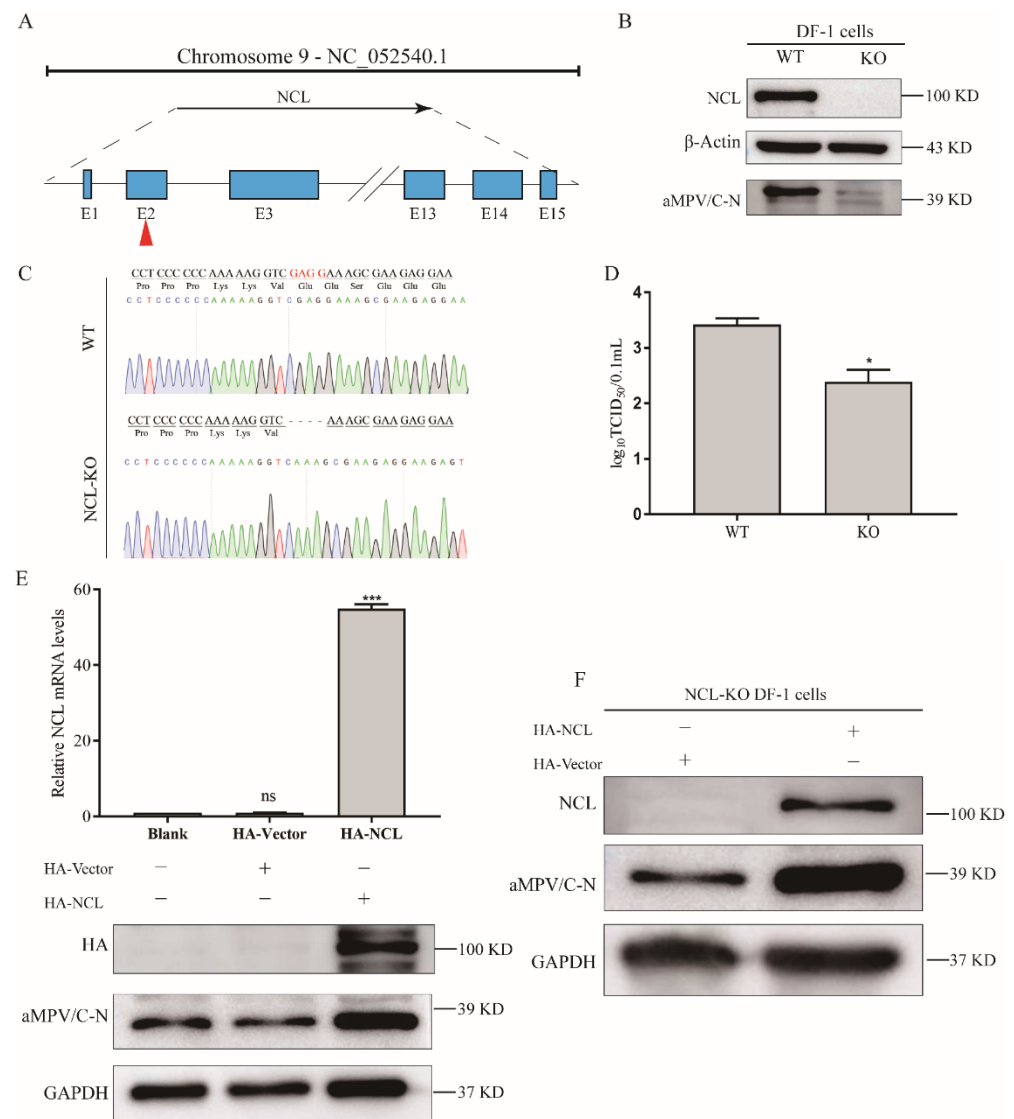 A
Chromosome 9 - NC_052540.1
NCL
E1 E2 E3 E13 E14 E15
B
DF-1 cells
WT KO
NCL 100 KD
β-Actin 43 KD
aMPV/C-N 39 KD
C
WT
CCT CCC CCC AAA AAG GTC GAGG AAAGC GAA GAG GAA
Pro Pro Pro Lys Lys Val Glu Glu Ser Glu Glu Glu
C C T C C C C C C A A A A A G G T C G A G G A A A G C G A A G A G G A A
NCL-KO
CCT CCC CCC AAA AAG GTC - - - - AA AGC GAA GAG GAA
Pro Pro Pro Lys Lys Val
C C T C C C C C C A A A A A G G T C A A A G C G A A G A G G A A G A G T
D
log10TCID50/0.1mL
4
3
2
1
0
*
WT KO
E
Relative NCL mRNA levels
60
40
20
0
ns
***
Blank HA-Vector HA-NCL
HA-Vector − + −
HA-NCL − − +
HA 100 KD
aMPV/C-N 39 KD
GAPDH 37 KD
F
NCL-KO DF-1 cells
HA-NCL − +
HA-Vector + −
NCL 100 KD
aMPV/C-N 39 KD
GAPDH 37 KD